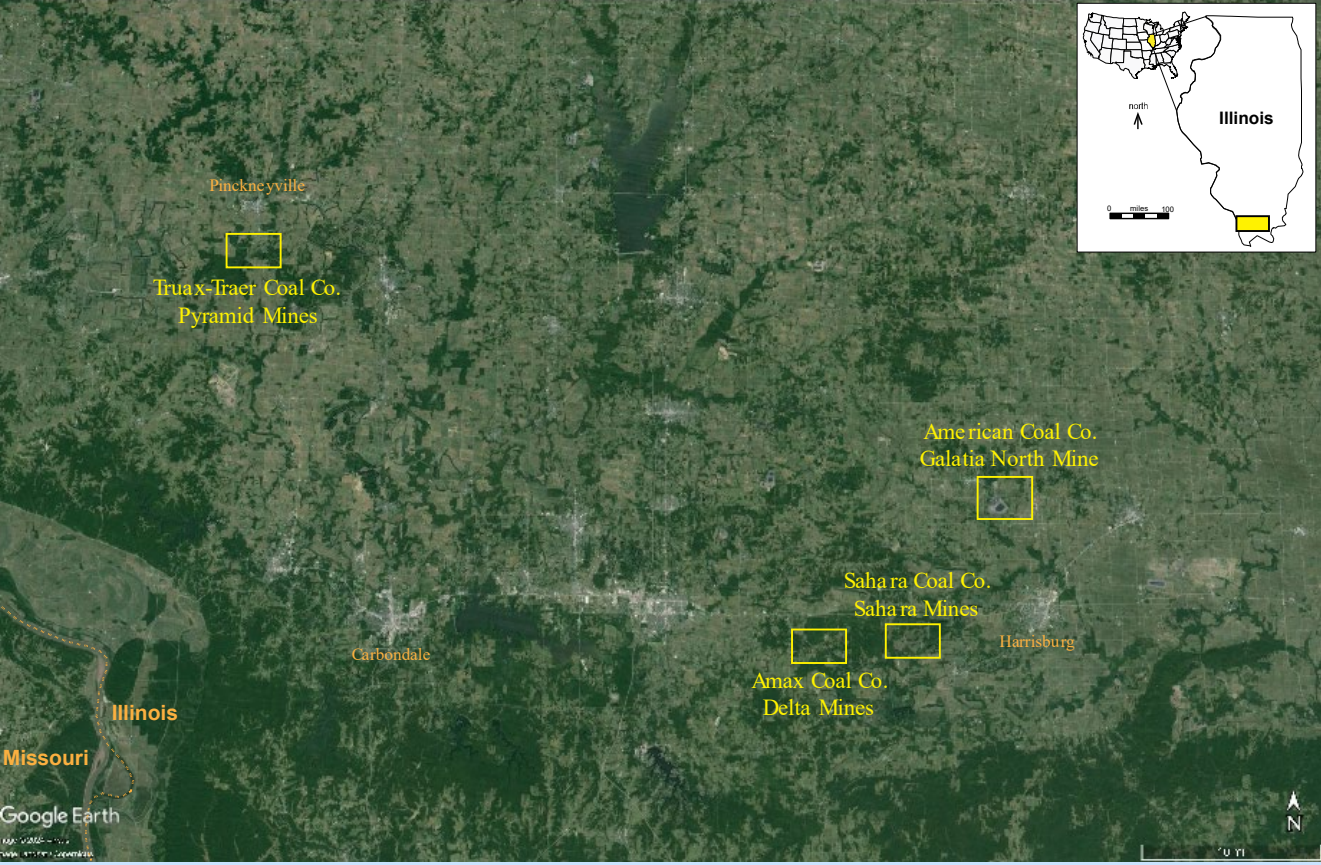 north
Illinois
0 miles 100
Pinckneyville
Truax-Traer Coal Co.
Pyramid Mines
American Coal Co.
Galatia North Mine
Sahara Coal Co.
Sahara Mines
Harrisburg
Carbondale
Amax Coal Co.
Delta Mines
Illinois
Missouri
Google Earth
N